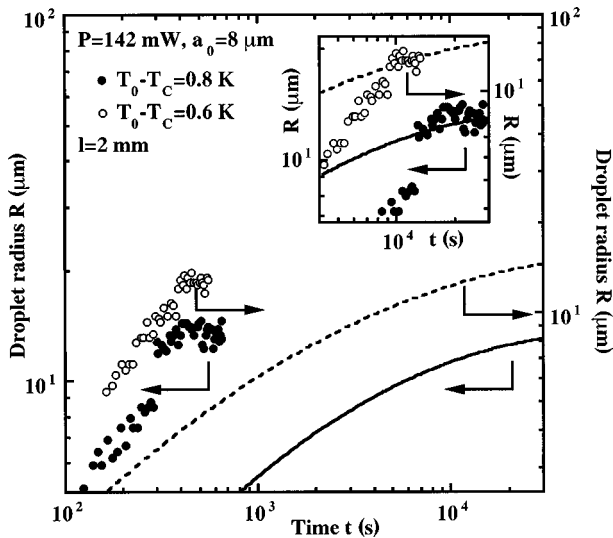 P=142 mW, a₀=8 μm
● T₀-T_C=0.8 K
○ T₀-T_C=0.6 K
l=2 mm
Droplet radius R (μm)
10²
10¹
10² 10³ 10⁴
Time t (s)
Droplet radius R (μm)
10²
10¹
R (μm)
10¹
10⁴ t (s)
R (μm)
10¹